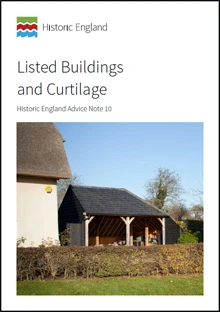 Historic England
Listed Buildings
and Curtilage
Historic England Advice Note 10